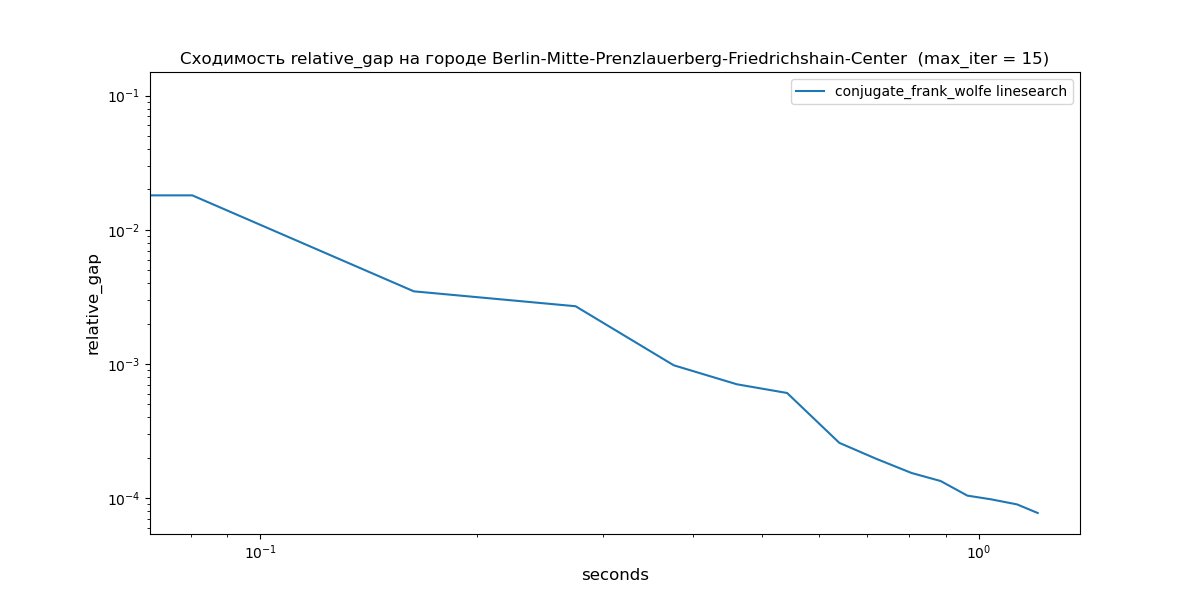 Сходимость relative_gap на городе Berlin-Mitte-Prenzlauerberg-Friedrichshain-Center  (max_iter = 15)
conjugate_frank_wolfe linesearch
relative_gap
10⁻¹
10⁻²
10⁻³
10⁻⁴
10⁻¹ 10⁰
seconds